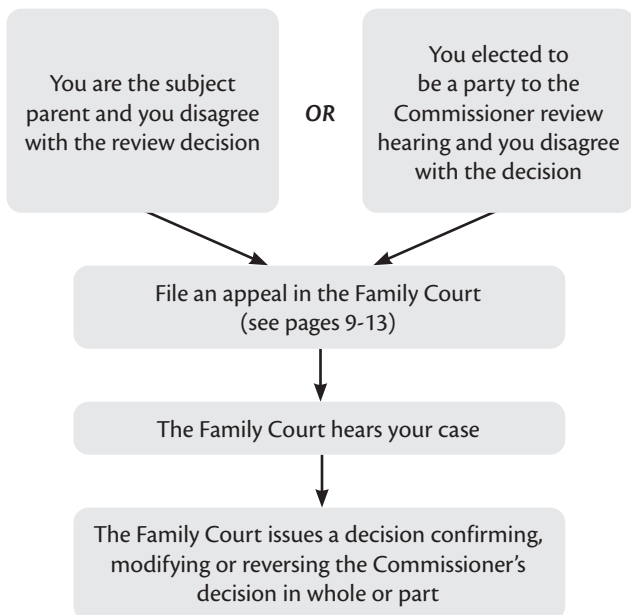 You are the subject
parent and you disagree
with the review decision
OR
You elected to
be a party to the
Commissioner review
hearing and you disagree
with the decision
File an appeal in the Family Court
(see pages 9-13)
The Family Court hears your case
The Family Court issues a decision confirming,
modifying or reversing the Commissioner’s
decision in whole or part